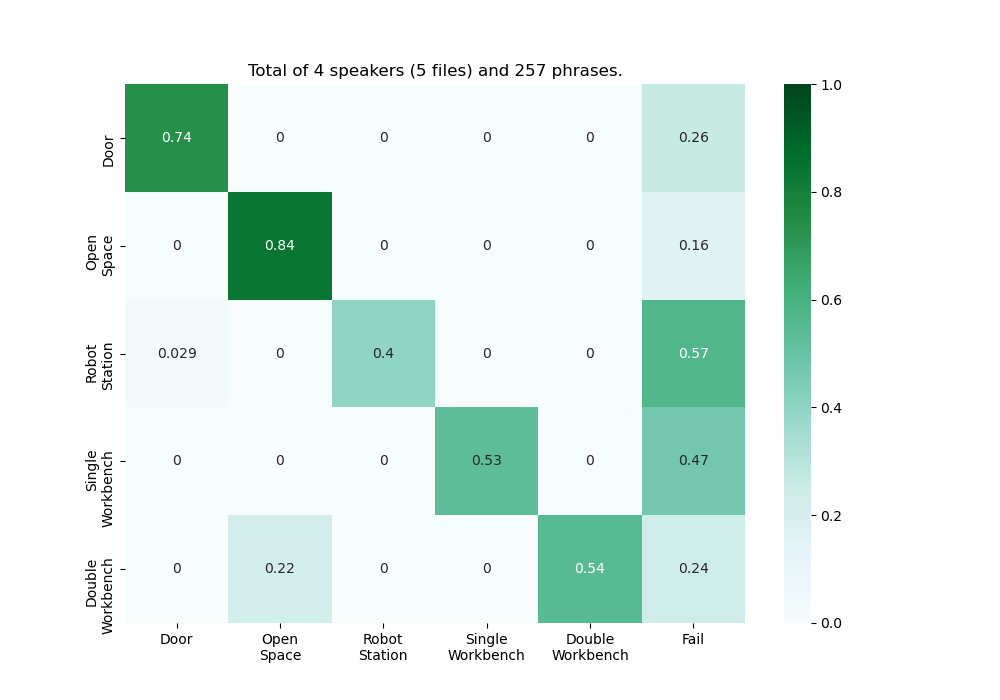 Total of 4 speakers (5 files) and 257 phrases.
Door
0.74 0 0 0 0 0.26
Open
Space
0 0.84 0 0 0 0.16
Robot
Station
0.029 0 0.4 0 0 0.57
Single
Workbench
0 0 0 0.53 0 0.47
Double
Workbench
0 0.22 0 0 0.54 0.24
Door Open Robot Single Double Fail
Space Station Workbench Workbench
1.0
0.8
0.6
0.4
0.2
0.0